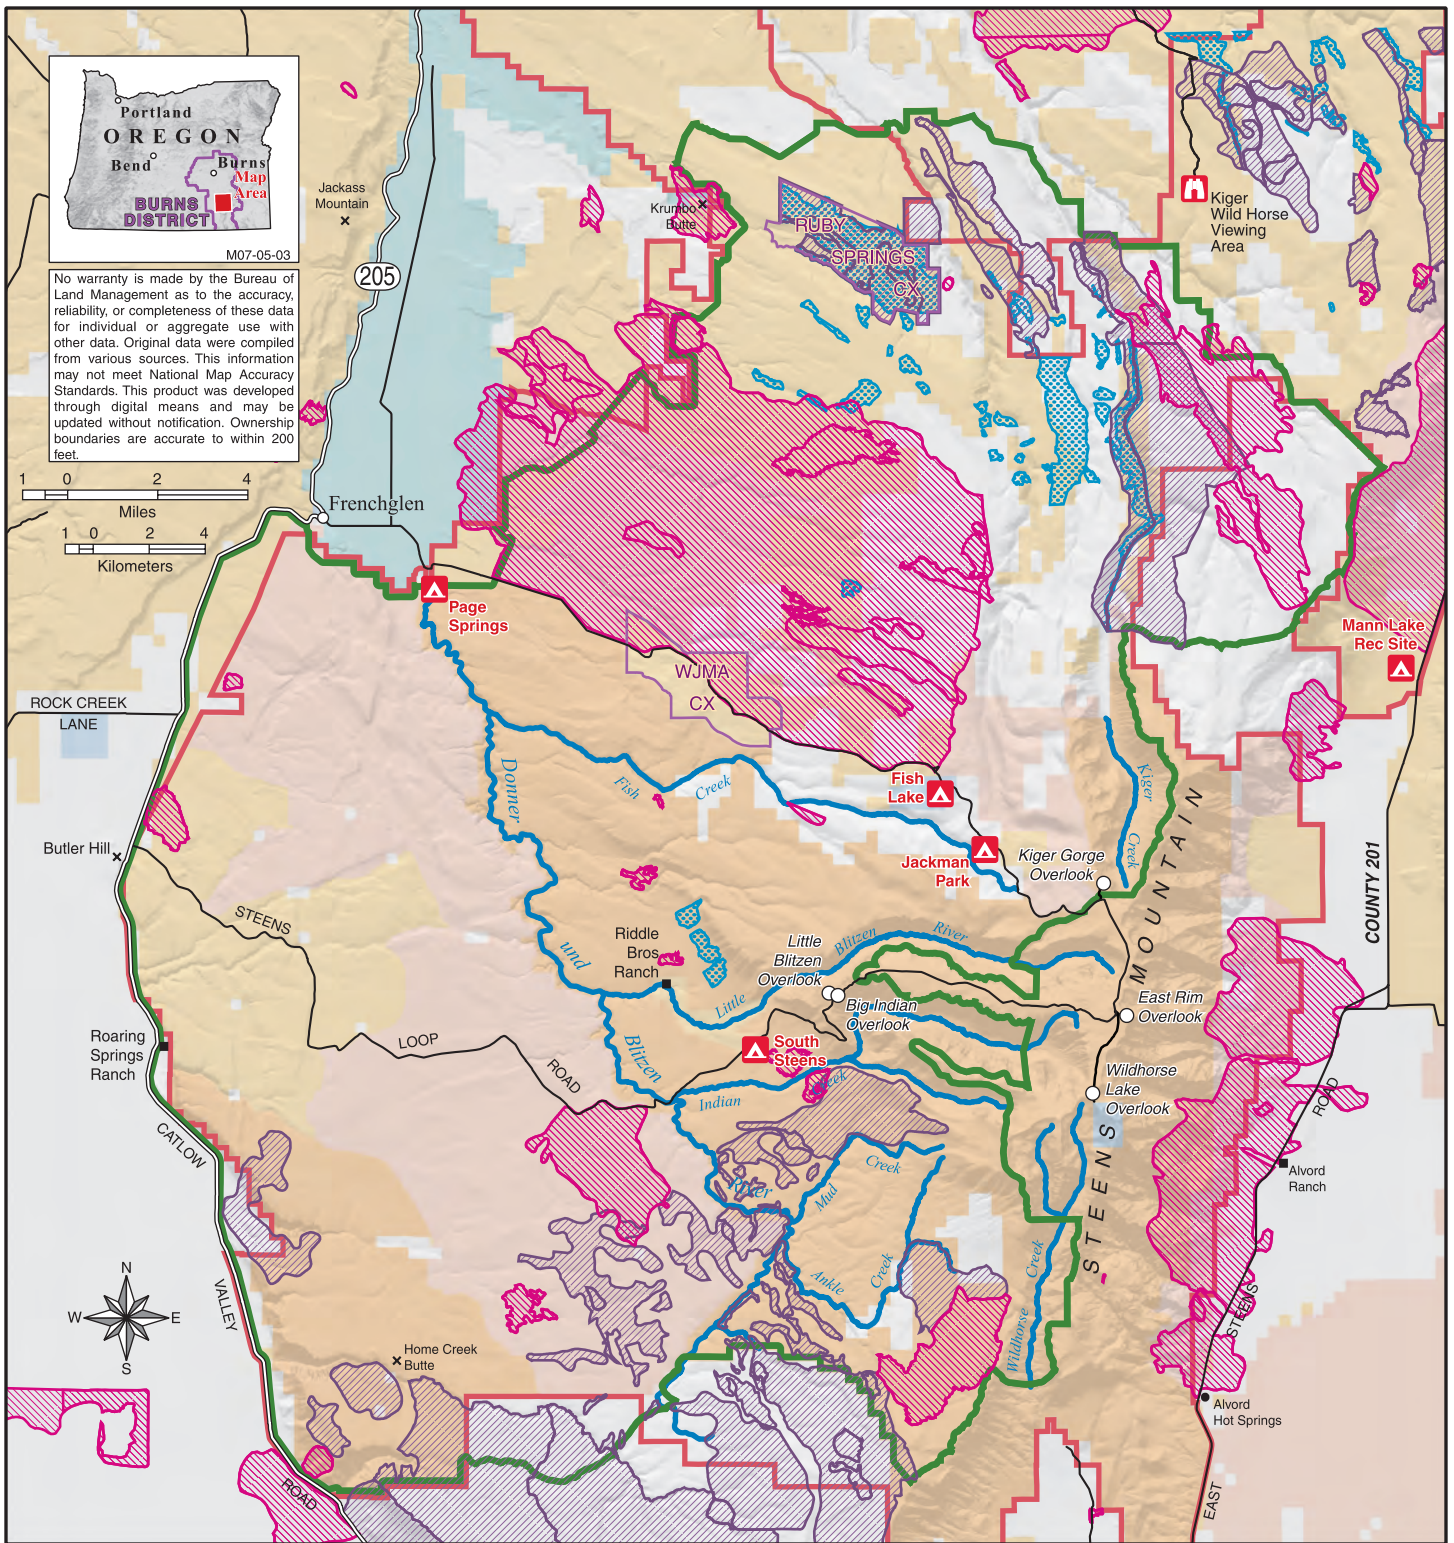 Portland
OREGON
Bend
Burns
Map
Area
BURNS
DISTRICT
M07-05-03
No warranty is made by the Bureau of
Land Management as to the accuracy,
reliability, or completeness of these data
for individual or aggregate use with
other data. Original data were compiled
from various sources. This information
may not meet National Map Accuracy
Standards. This product was developed
through digital means and may be
updated without notification. Ownership
boundaries are accurate to within 200
feet.
1 0 2 4
Miles
1 0 2 4
Kilometers
Jackass
Mountain
205
Krumbo
Butte
RUBY
SPRINGS
CX
Kiger
Wild Horse
Viewing
Area
Frenchglen
Page
Springs
WJMA
CX
Mann Lake
Rec Site
ROCK CREEK
LANE
Donner
Fish
Creek
Fish
Lake
Jackman
Park
Kiger Gorge
Overlook
Kiger
Creek
COUNTY 201
Butler Hill
STEENS
LOOP
ROAD
Riddle
Bros
Ranch
und
Blitzen
River
Little
Blitzen
Overlook
Little
Blitzen
River
Big Indian
Overlook
East Rim
Overlook
South
Steens
Indian
Creek
Wildhorse
Lake
Overlook
STEENS MOUNTAIN
Roaring
Springs
Ranch
CATLOW
VALLEY
ROAD
Mud
Creek
Ankle
Creek
Wildhorse
Creek
Alvord
Ranch
EAST
STEENS
ROAD
Alvord
Hot Springs
N
W E
S
Home Creek
Butte